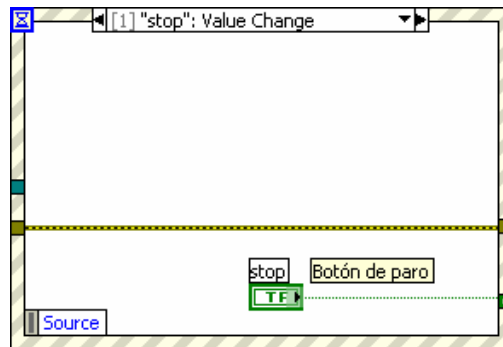 [1] "stop": Value Change
stop
Botón de paro
TF
Source